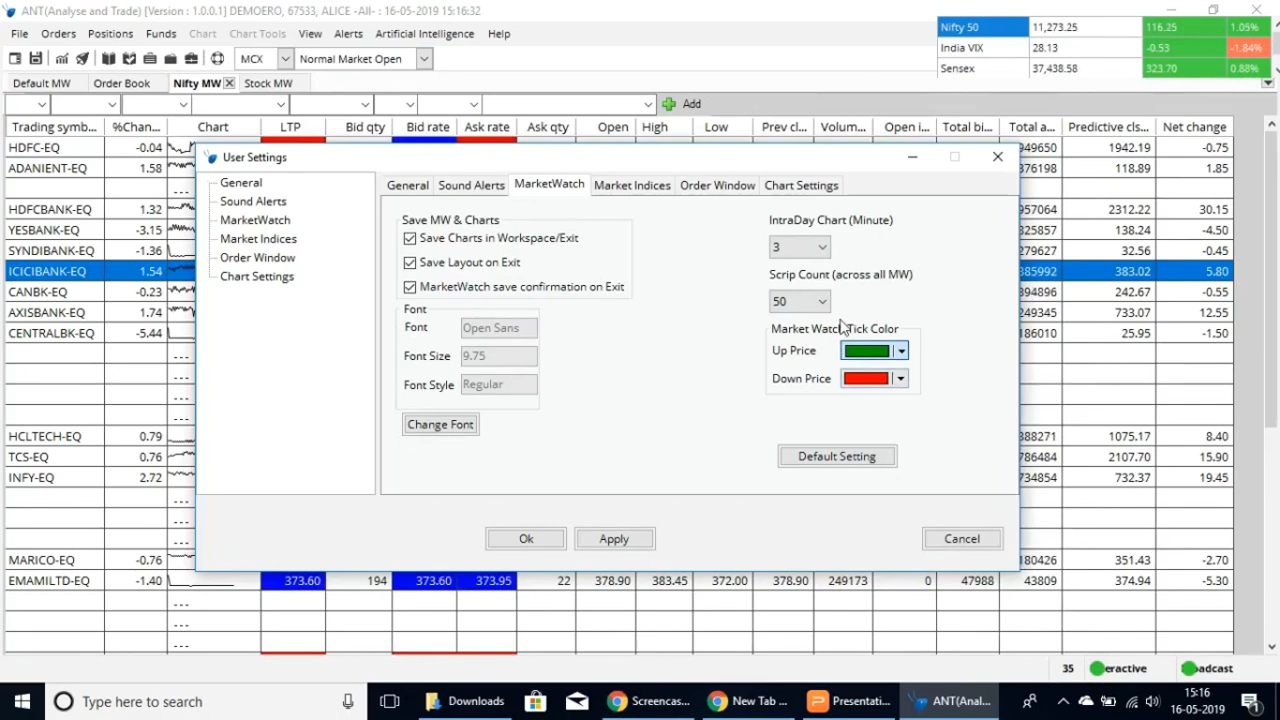 ANT(Analyse and Trade) [Version : 1.0.0.1] DEMOERO, 67533, ALICE -All- : 16-05-2019 15:16:32
File Orders Positions Funds Chart Chart Tools View Alerts Artificial Intelligence Help
Nifty 50 11,273.25 116.25 1.05%
India VIX 28.13 -0.53 -1.84%
Sensex 37,438.58 323.70 0.88%
MCX Normal Market Open
Default MW Order Book Nifty MW Stock MW
Add
Trading symb... %Chan... Chart LTP Bid qty Bid rate Ask rate Ask qty Open High Low Prev cl... Volum... Open i... Total bi... Total a... Predictive cls... Net change
HDFC-EQ -0.04 949650 1942.19 -0.75
ADANIENT-EQ 1.58 376198 118.89 1.85
---
HDFCBANK-EQ 1.32 957064 2312.22 30.15
YESBANK-EQ -3.15 325857 138.24 -4.50
SYNDIBANK-EQ -1.36 279627 32.56 -0.45
ICICIBANK-EQ 1.54 385992 383.02 5.80
CANBK-EQ -0.23 394896 242.67 -0.55
AXISBANK-EQ 1.74 249345 733.07 12.55
CENTRALBK-EQ -5.44 186010 25.95 -1.50
---
---
---
---
HCLTECH-EQ 0.79 388271 1075.17 8.40
TCS-EQ 0.76 786484 2107.70 15.90
INFY-EQ 2.72 734854 732.37 19.45
---
---
---
MARICO-EQ -0.76 180426 351.43 -2.70
EMAMILTD-EQ -1.40 373.60 194 373.60 373.95 22 378.90 383.45 372.00 378.90 249173 0 47988 43809 374.94 -5.30
---
---
---
User Settings
General
Sound Alerts
MarketWatch
Market Indices
Order Window
Chart Settings
General Sound Alerts MarketWatch Market Indices Order Window Chart Settings
Save MW & Charts
Save Charts in Workspace/Exit
Save Layout on Exit
MarketWatch save confirmation on Exit
Font
Font Open Sans
Font Size 9.75
Font Style Regular
Change Font
IntraDay Chart (Minute)
3
Scrip Count (across all MW)
50
Market Watch Tick Color
Up Price
Down Price
Default Setting
Ok Apply Cancel
35 eractive adcast
Type here to search Downloads Screencas... New Tab ... Presentati... ANT(Anal... 15:16
16-05-2019
1